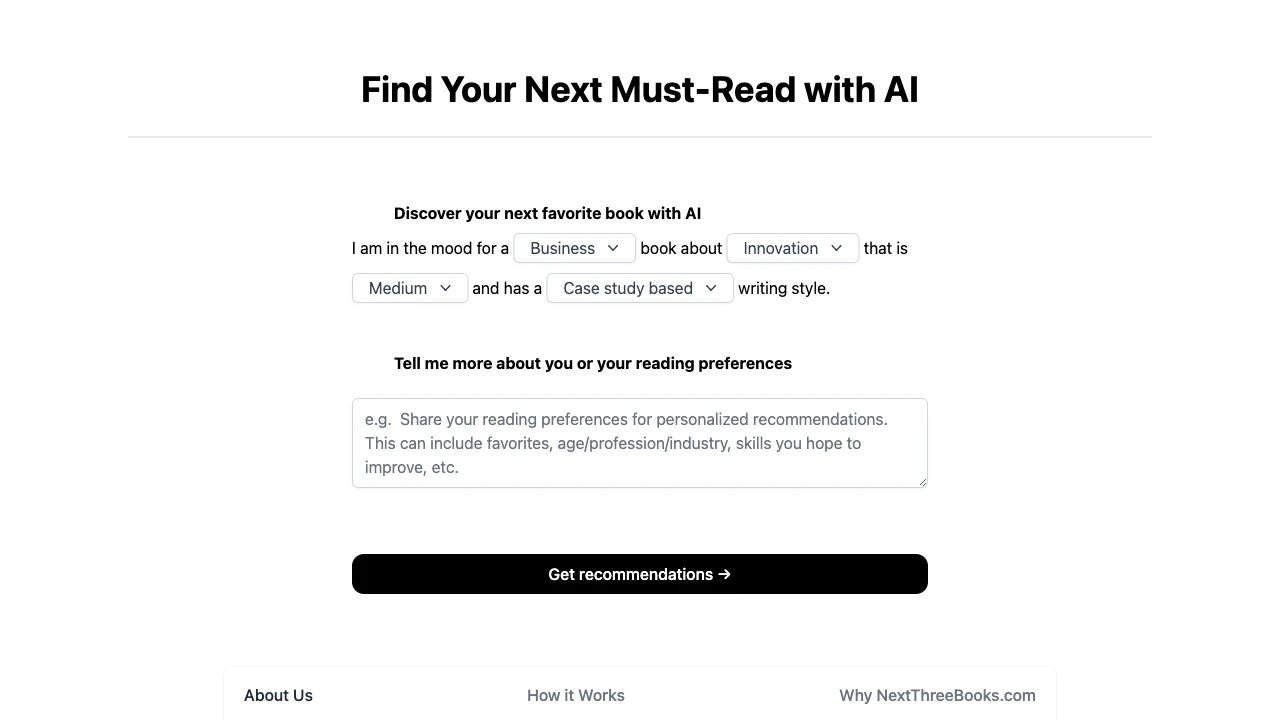 Find Your Next Must-Read with AI
Discover your next favorite book with AI
I am in the mood for a Business book about Innovation that is
Medium and has a Case study based writing style.
Tell me more about you or your reading preferences
e.g. Share your reading preferences for personalized recommendations.
This can include favorites, age/profession/industry, skills you hope to
improve, etc.
Get recommendations →
About Us How it Works Why NextThreeBooks.com